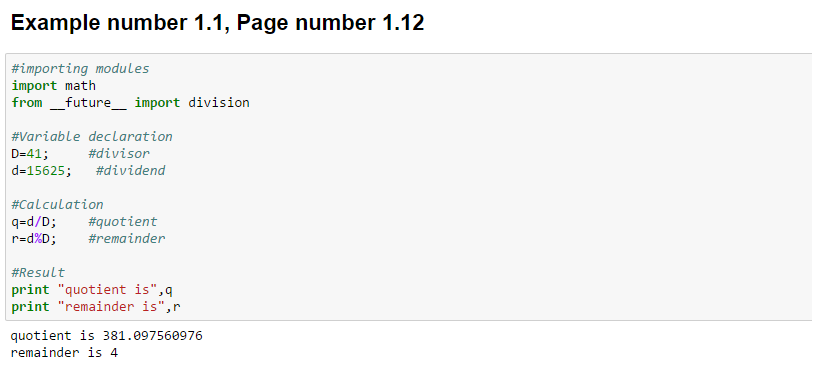 Example number 1.1, Page number 1.12
#importing modules
import math
from __future__ import division
#Variable declaration
D=41;     #divisor
d=15625;   #dividend
#Calculation
q=d/D;    #quotient
r=d%D;    #remainder
#Result
print "quotient is",q
print "remainder is",r
quotient is 381.097560976
remainder is 4